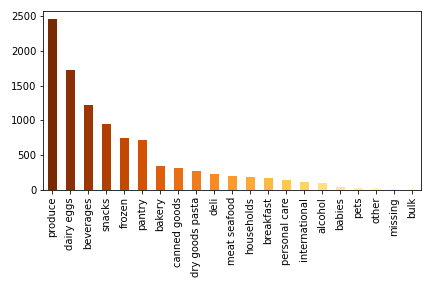 2500
2000
1500
1000
500
0
produce
dairy eggs
beverages
snacks
frozen
pantry
bakery
canned goods
dry goods pasta
deli
meat seafood
households
breakfast
personal care
international
alcohol
babies
pets
other
missing
bulk